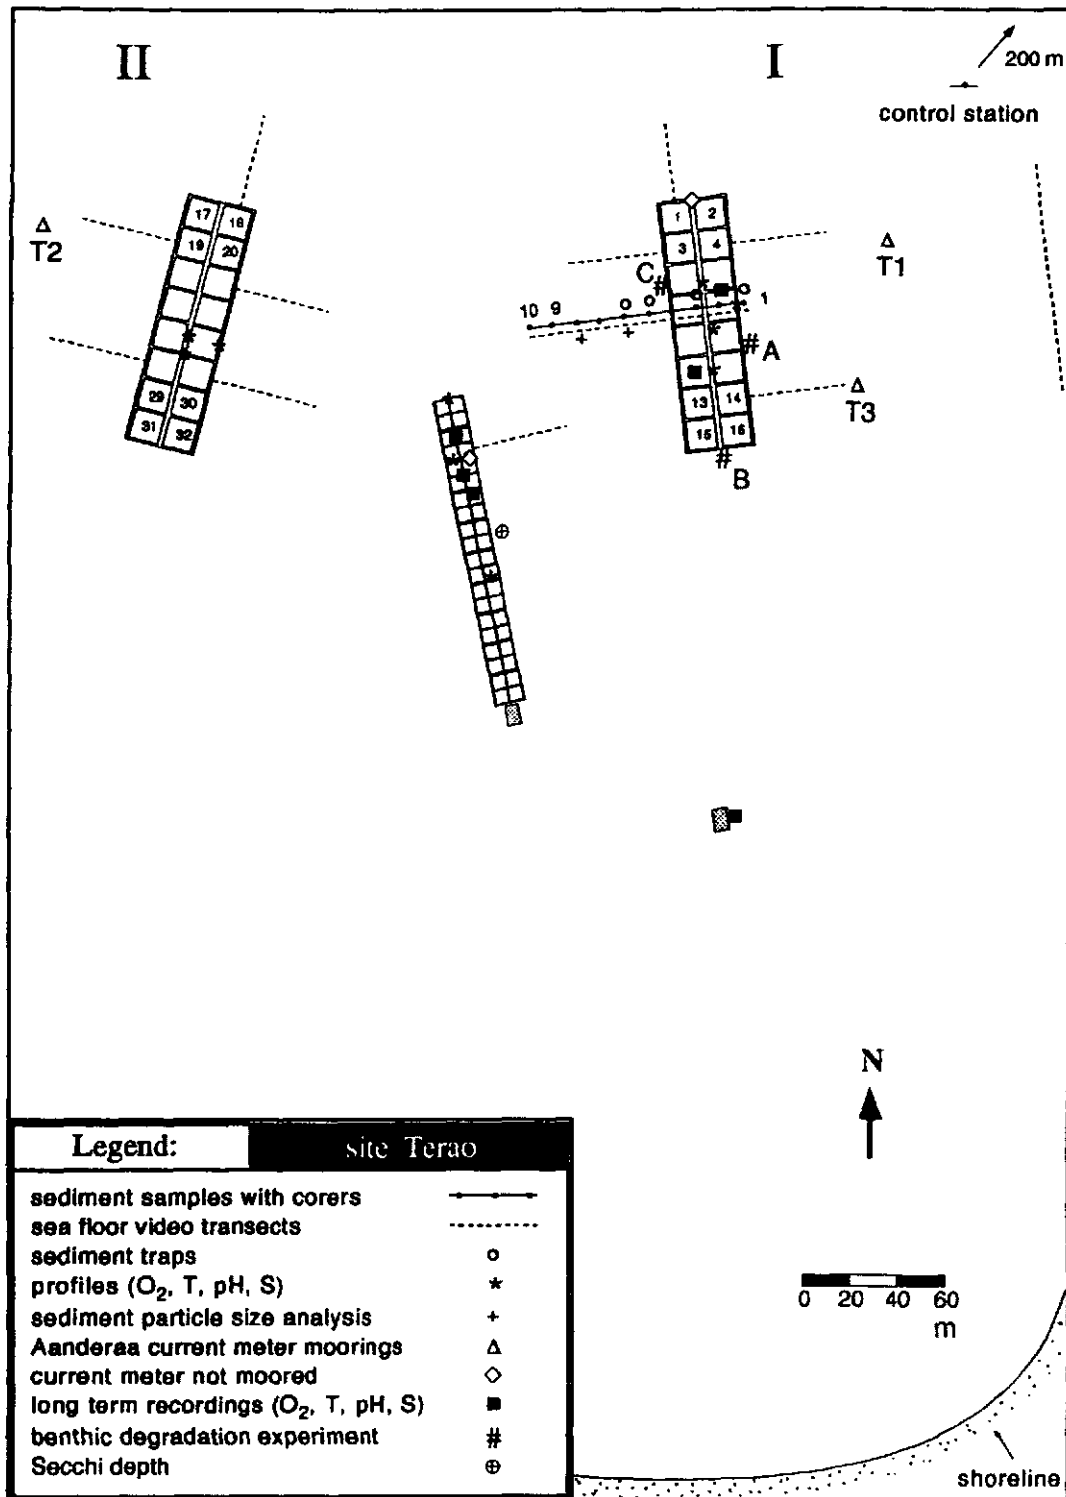 II
I
200 m
control station
17
18
1
2
T2
19
20
3
4
T1
C
10 9
1
A
29
30
13
14
T3
31
32
15
16
B
N
Legend:
site Terao
sediment samples with corers
sea floor video transects
sediment traps
profiles (O₂, T, pH, S)
sediment particle size analysis
Aanderaa current meter moorings
current meter not moored
long term recordings (O₂, T, pH, S)
benthic degradation experiment
Secchi depth
0 20 40 60
m
shoreline